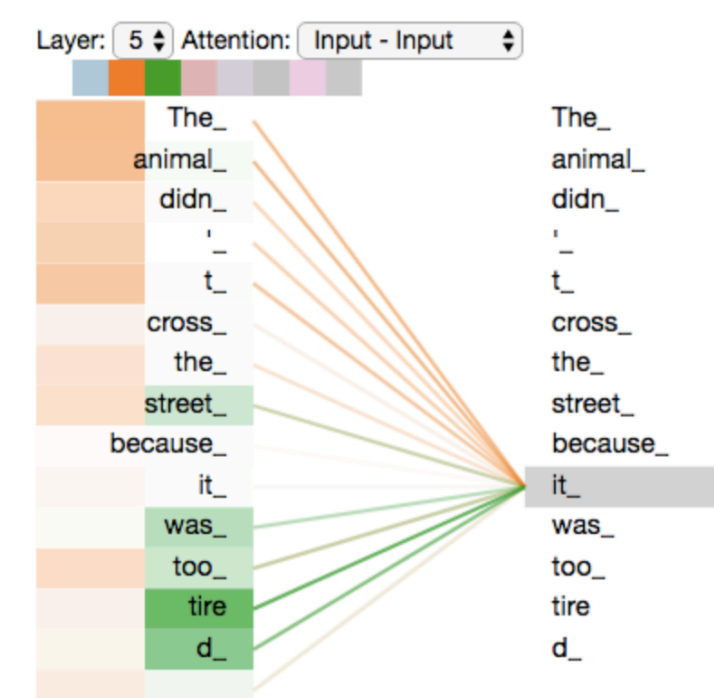 Layer: 5 Attention: Input - Input
The_ The_
animal_ animal_
didn_ didn_
'_ '_
t_ t_
cross_ cross_
the_ the_
street_ street_
because_ because_
it_ it_
was_ was_
too_ too_
tire tire
d_ d_